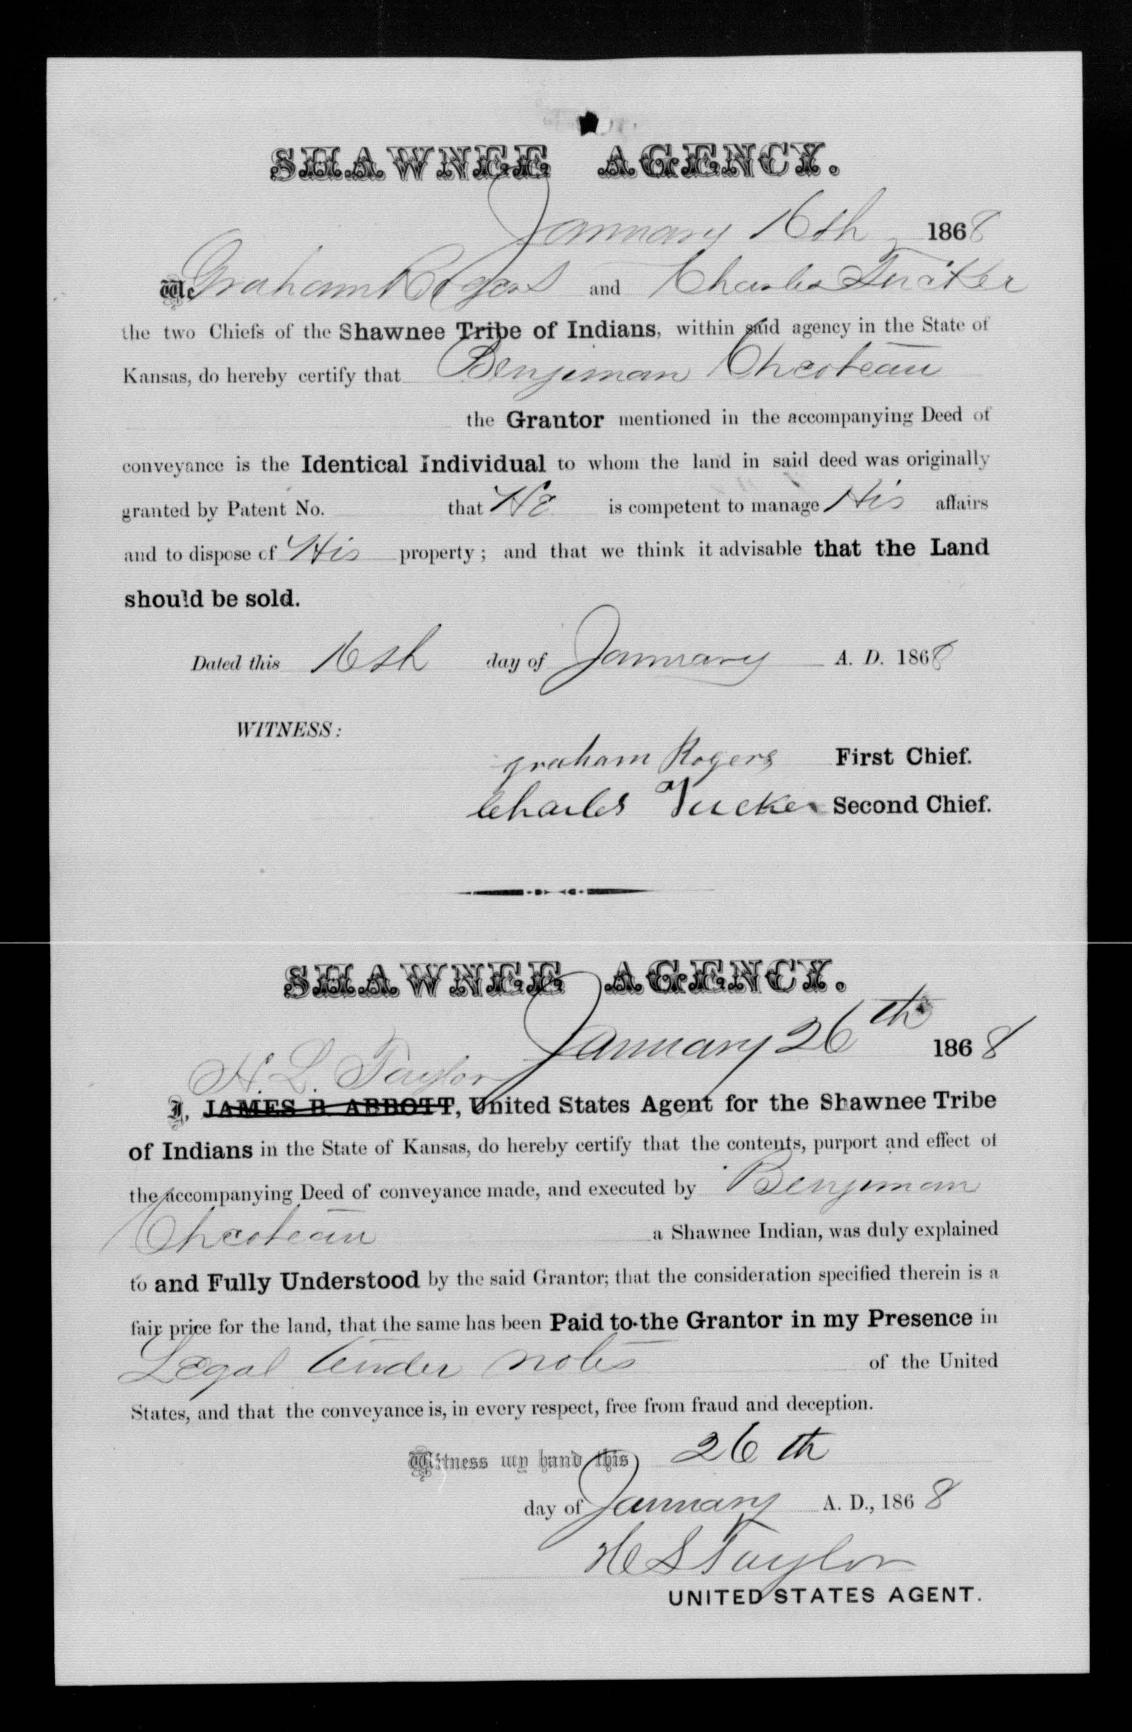 SHAWNEE AGENCY.
January 16th 1868
We Graham Rogers and Charles Tucker
the two Chiefs of the Shawnee Tribe of Indians, within said agency in the State of
Kansas, do hereby certify that Benjiman Chcoteau
the Grantor mentioned in the accompanying Deed of
conveyance is the Identical Individual to whom the land in said deed was originally
granted by Patent No. that He is competent to manage His affairs
and to dispose of His property; and that we think it advisable that the Land
should be sold.
Dated this 16th day of January A. D. 1868
WITNESS:
graham Rogers First Chief.
Charles Tucker Second Chief.
SHAWNEE AGENCY.
January 26th 1868
H. L. Taylor
I, JAMES B. ABBOTT, United States Agent for the Shawnee Tribe
of Indians in the State of Kansas, do hereby certify that the contents, purport and effect of
the accompanying Deed of conveyance made, and executed by Benjiman
Chcoteau a Shawnee Indian, was duly explained
to and Fully Understood by the said Grantor; that the consideration specified therein is a
fair price for the land, that the same has been Paid to the Grantor in my Presence in
Legal tender notes of the United
States, and that the conveyance is, in every respect, free from fraud and deception.
Witness my hand this 26th
day of January A. D., 1868
H L Taylor
UNITED STATES AGENT.